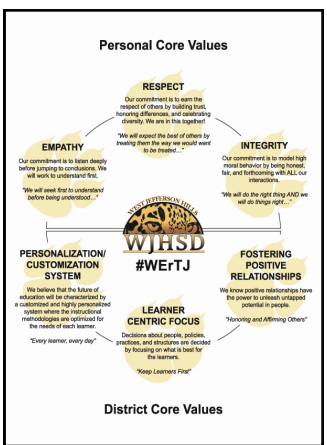 Personal Core Values
RESPECT
Our commitment is to earn the
respect of others by building trust,
honoring differences, and celebrating
diversity. We are in this together!
"We will expect the best of others by
treating them the way we would want
to be treated…"
EMPATHY
Our commitment is to listen deeply
before jumping to conclusions. We
will work to understand first.
"We will seek first to understand
before being understood…"
INTEGRITY
Our commitment is to model high
moral behavior by being honest,
fair, and forthcoming with ALL our
interactions.
"We will do the right thing AND we
will do things right…"
WEST JEFFERSON HILLS
WJHSD
#WErTJ
PERSONALIZATION/
CUSTOMIZATION
SYSTEM
We believe that the future of
education will be characterized by
a customized and highly personalized
system where the instructional
methodologies are optimized for
the needs of each learner.
"Every learner, every day"
FOSTERING
POSITIVE
RELATIONSHIPS
We know positive relationships have
the power to unleash untapped
potential in people.
"Honoring and Affirming Others"
LEARNER
CENTRIC FOCUS
Decisions about people, policies,
practices, and structures are decided
by focusing on what is best for
the learners.
"Keep Learners First"
District Core Values